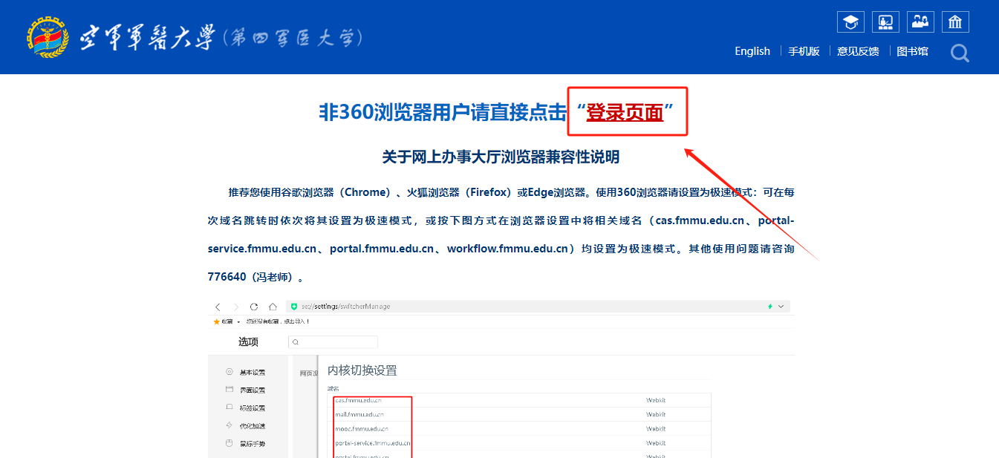 空军军医大学(第四军医大学)
English 手机版 意见反馈 图书馆
非360浏览器用户请直接点击“登录页面”
关于网上办事大厅浏览器兼容性说明
推荐您使用谷歌浏览器（Chrome）、火狐浏览器（Firefox）或Edge浏览器。使用360浏览器请设置为极速模式：可在每
次域名跳转时依次将其设置为极速模式，或按下图方式在浏览器设置中将相关域名（cas.fmmu.edu.cn、portal-
service.fmmu.edu.cn、portal.fmmu.edu.cn、workflow.fmmu.edu.cn）均设置为极速模式。其他使用问题请咨询
776640（冯老师）。
se://settings/switcherManage
收藏 您还没有收藏，点击导入！
选项
基本设置
界面设置
标签设置
优化加速
鼠标手势
网页设
内核切换设置
域名
cas.fmmu.edu.cn Webkit
mail.fmmu.edu.cn Webkit
mooc.fmmu.edu.cn Webkit
portal-service.fmmu.edu.cn Webkit
portal.fmmu.edu.cn Webkit